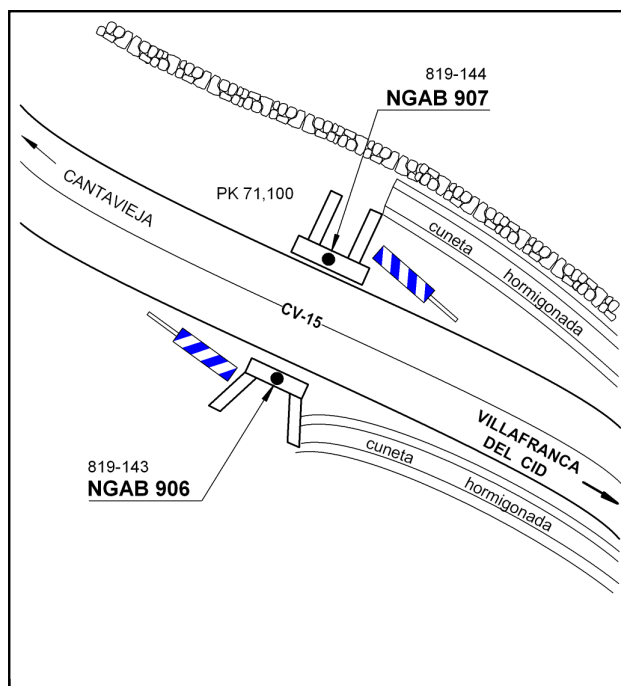 819-144
NGAB 907
PK 71,100
CANTAVIEJA
cuneta hormigonada
CV-15
VILLAFRANCA
DEL CID
819-143
NGAB 906
cuneta hormigonada